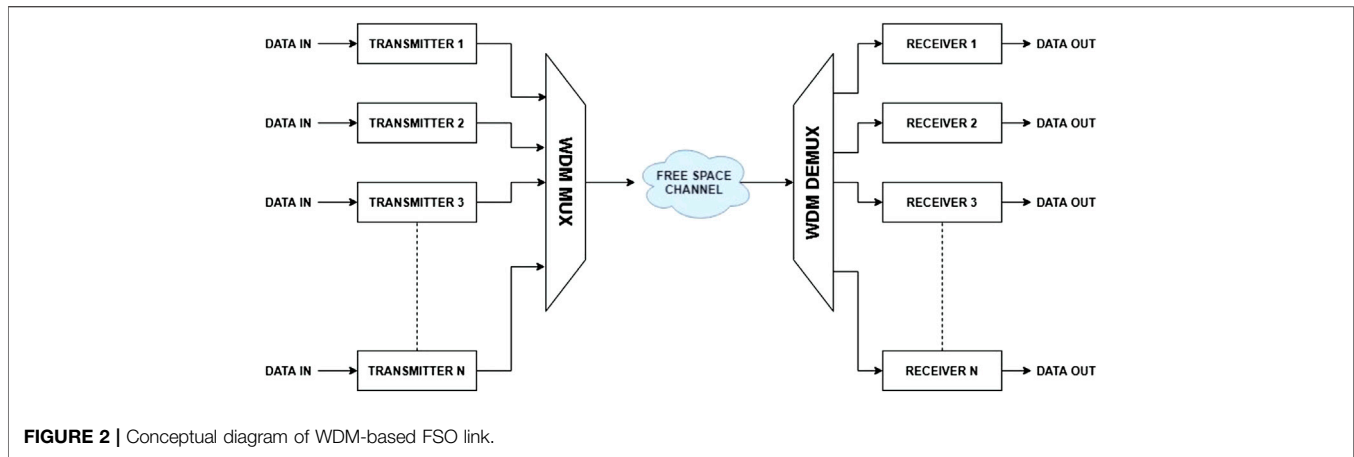 DATA IN
TRANSMITTER 1
DATA IN
TRANSMITTER 2
DATA IN
TRANSMITTER 3
DATA IN
TRANSMITTER N
WDM MUX
FREE SPACE
CHANNEL
WDM DEMUX
RECEIVER 1
DATA OUT
RECEIVER 2
DATA OUT
RECEIVER 3
DATA OUT
RECEIVER N
DATA OUT
FIGURE 2 | Conceptual diagram of WDM-based FSO link.